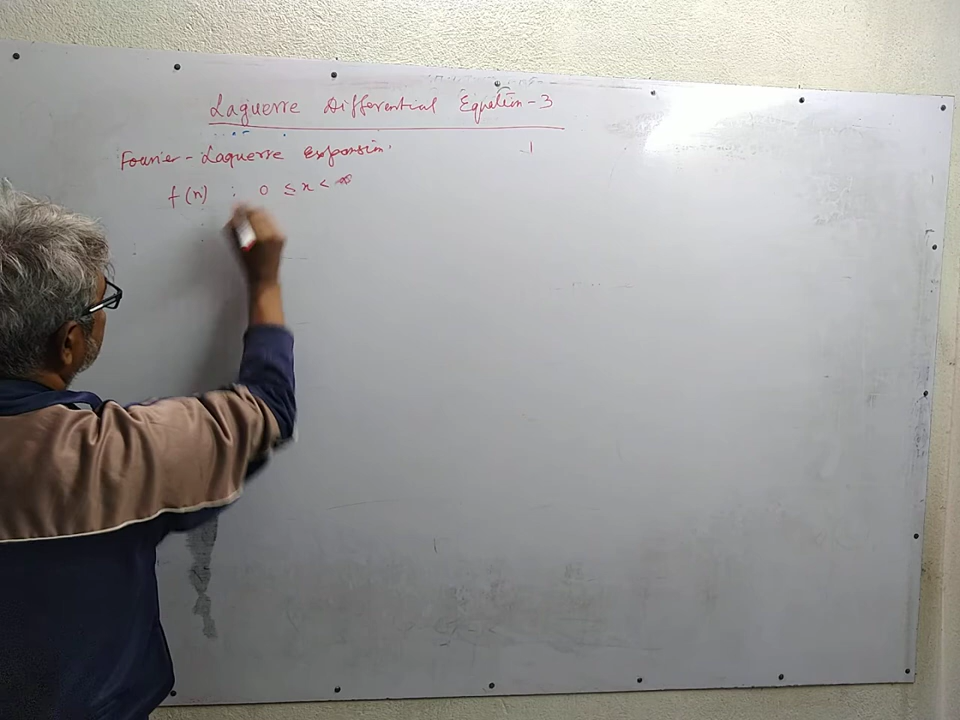 Laguerre Differential Equation-3
Fourier-Laguerre Expansion.
f(x) : 0 ≤ x < ∞